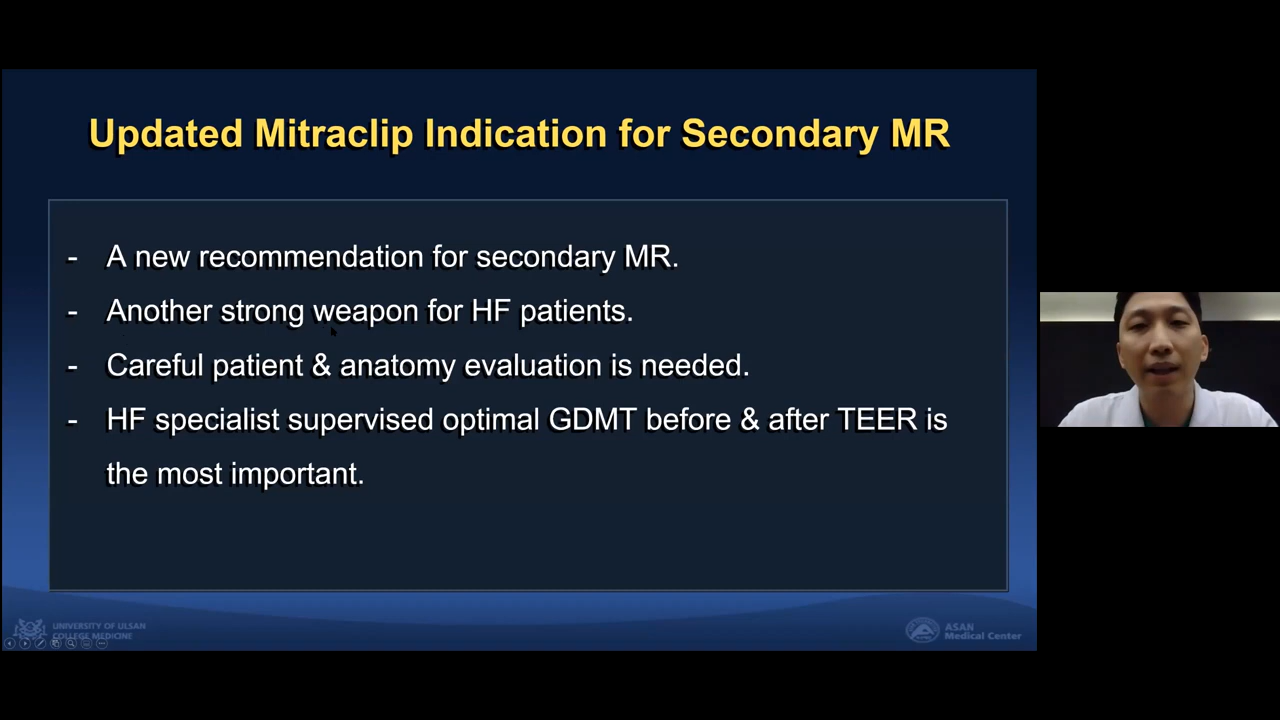 Updated Mitraclip Indication for Secondary MR
- A new recommendation for secondary MR.
- Another strong weapon for HF patients.
- Careful patient & anatomy evaluation is needed.
- HF specialist supervised optimal GDMT before & after TEER is
the most important.
UNIVERSITY OF ULSAN
COLLEGE MEDICINE
ASAN
Medical Center